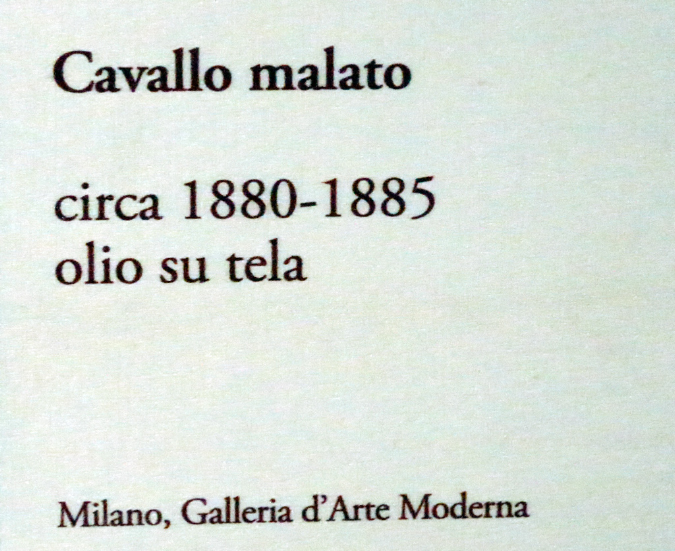 Cavallo malato
circa 1880-1885
olio su tela
Milano, Galleria d’Arte Moderna